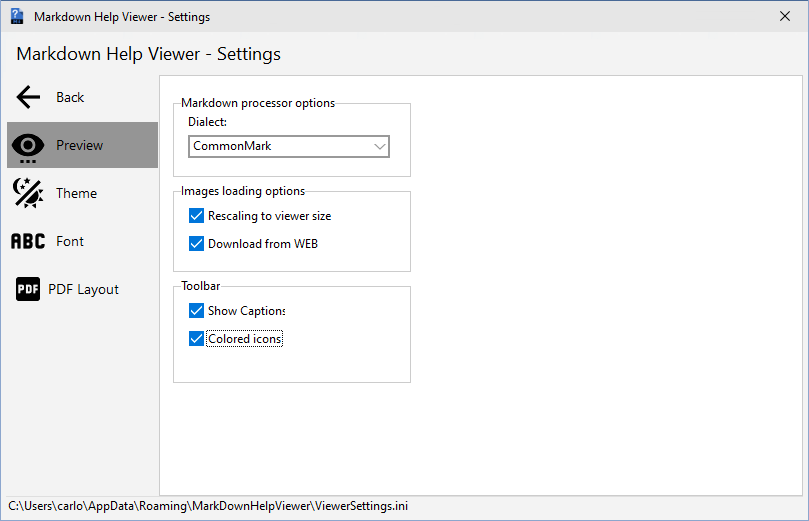 Markdown Help Viewer - Settings
Markdown Help Viewer - Settings
Back
Preview
Theme
ABC Font
PDF PDF Layout
Markdown processor options
Dialect:
CommonMark
Images loading options
Rescaling to viewer size
Download from WEB
Toolbar
Show Captions
Colored icons
C:\Users\carlo\AppData\Roaming\MarkDownHelpViewer\ViewerSettings.ini